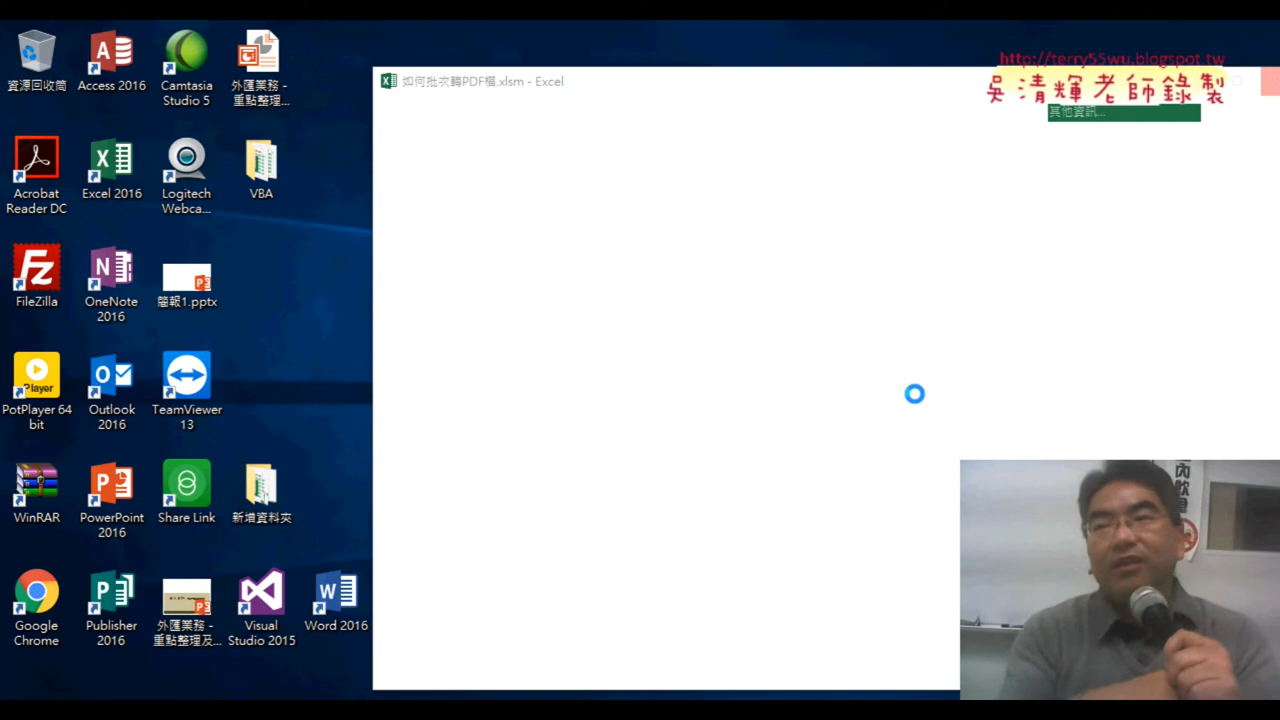 資源回收筒
Access 2016
Camtasia
Studio 5
外匯業務 -
重點整理...
Acrobat
Reader DC
Excel 2016
Logitech
Webca...
VBA
FileZilla
OneNote
2016
簡報1.pptx
Player
PotPlayer 64
bit
Outlook
2016
TeamViewer
13
WinRAR
PowerPoint
2016
Share Link
新增資料夾
Google
Chrome
Publisher
2016
外匯業務 -
重點整理及...
Visual
Studio 2015
Word 2016
如何批次轉PDF檔.xlsm - Excel
http://terry55wu.blogspot.tw
吳清輝老師錄製
其他資訊...